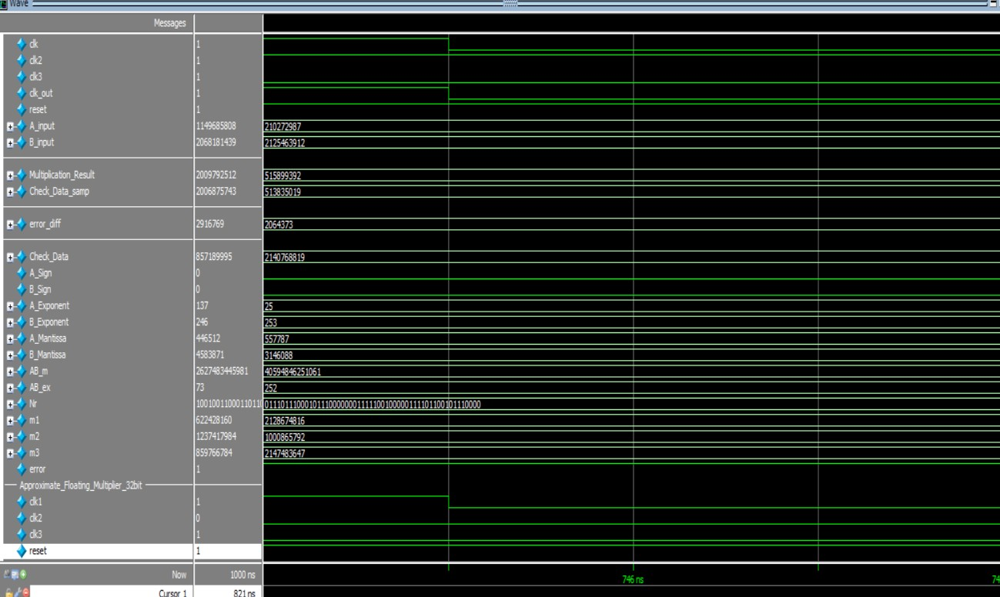 Wave
Messages
clk 1
clk2 1
clk3 1
clk_out 1
reset 1
A_input 1149685808 210272987
B_input 2068181439 2125463912
Multiplication_Result 2009792512 515899392
Check_Data_samp 2006875743 513835019
error_diff 2916769 2064373
Check_Data 857189995 2140768819
A_Sign 0
B_Sign 0
A_Exponent 137 25
B_Exponent 246 253
A_Mantissa 446512 557787
B_Mantissa 4583871 3146088
AB_m 2627483445981 40594846251061
AB_ex 73 252
Nr
m1 622428160 2128674816
m2 1237417984 1000865792
m3 859766784 2147483647
error 1
Approximate_Floating_Multiplier_32bit
clk1 1
clk2 0
clk3 1
reset 1
Now 1000 ns 746 ns 74
Cursor 1 821 ns